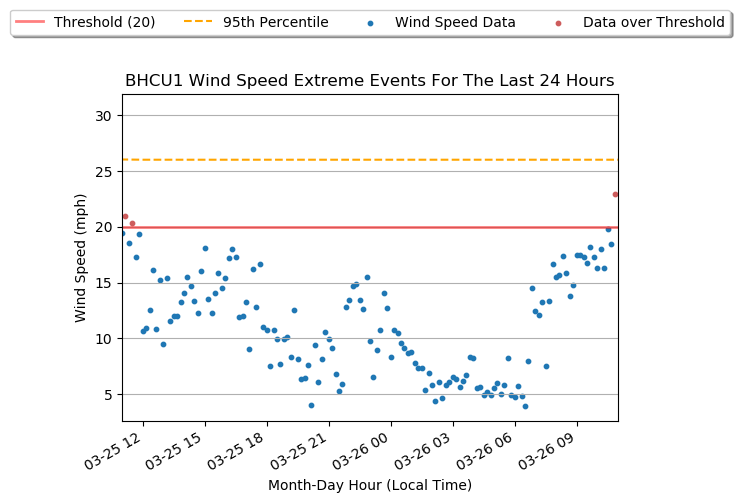 Threshold (20) 95th Percentile Wind Speed Data Data over Threshold
BHCU1 Wind Speed Extreme Events For The Last 24 Hours
Wind Speed (mph)
30
25
20
15
10
5
03-25 12 03-25 15 03-25 18 03-25 21 03-26 00 03-26 03 03-26 06 03-26 09
Month-Day Hour (Local Time)